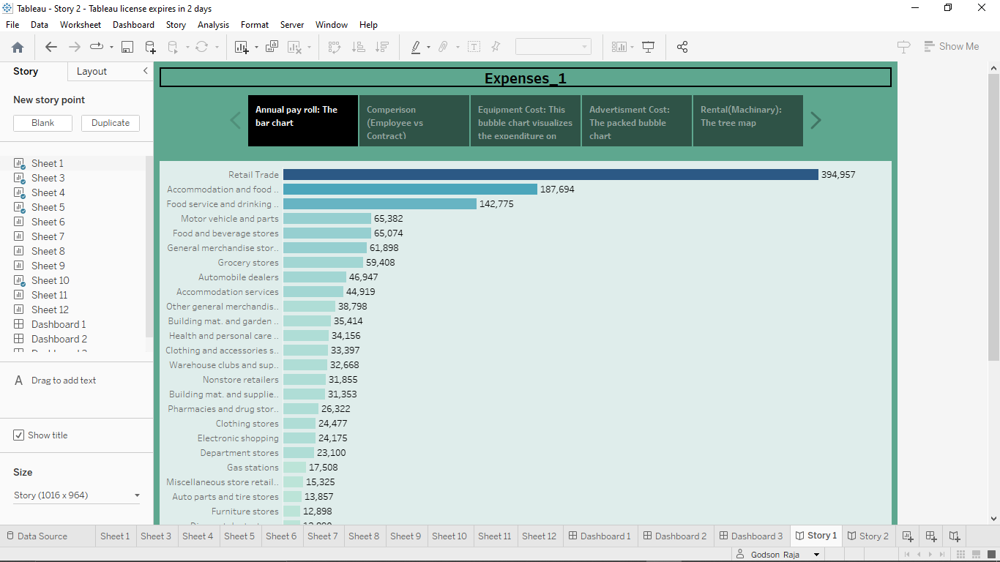 Tableau - Story 2 - Tableau license expires in 2 days
File Data Worksheet Dashboard Story Analysis Format Server Window Help
Show Me
Story Layout
New story point
Blank Duplicate
Sheet 1
Sheet 3
Sheet 4
Sheet 5
Sheet 6
Sheet 7
Sheet 8
Sheet 9
Sheet 10
Sheet 11
Sheet 12
Dashboard 1
Dashboard 2
A Drag to add text
Show title
Size
Story (1016 x 964)
Expenses_1
Annual pay roll: The
bar chart
Comperison
(Employee vs
Contract)
Equipment Cost: This
bubble chart visualizes
the expenditure on
Advertisment Cost:
The packed bubble
chart
Rental(Machinary):
The tree map
Retail Trade 394,957
Accommodation and food .. 187,694
Food service and drinking .. 142,775
Motor vehicle and parts 65,382
Food and beverage stores 65,074
General merchandise stor.. 61,898
Grocery stores 59,408
Automobile dealers 46,947
Accommodation services 44,919
Other general merchandis.. 38,798
Building mat. and garden .. 35,414
Health and personal care .. 34,156
Clothing and accessories s.. 33,397
Warehouse clubs and sup.. 32,668
Nonstore retailers 31,855
Building mat. and supplie.. 31,353
Pharmacies and drug stor.. 26,322
Clothing stores 24,477
Electronic shopping 24,175
Department stores 23,100
Gas stations 17,508
Miscellaneous store retail.. 15,325
Auto parts and tire stores 13,857
Furniture stores 12,898
Data Source Sheet 1 Sheet 3 Sheet 4 Sheet 5 Sheet 6 Sheet 7 Sheet 8 Sheet 9 Sheet 10 Sheet 11 Sheet 12 Dashboard 1 Dashboard 2 Dashboard 3 Story 1 Story 2
Godson Raja